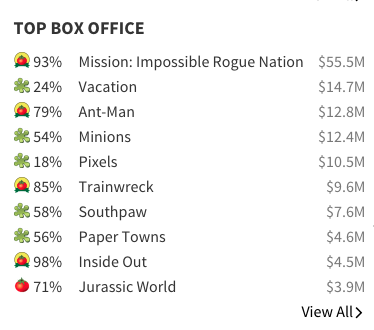 TOP BOX OFFICE
93% Mission: Impossible Rogue Nation $55.5M
24% Vacation $14.7M
79% Ant-Man $12.8M
54% Minions $12.4M
18% Pixels $10.5M
85% Trainwreck $9.6M
58% Southpaw $7.6M
56% Paper Towns $4.6M
98% Inside Out $4.5M
71% Jurassic World $3.9M
View All